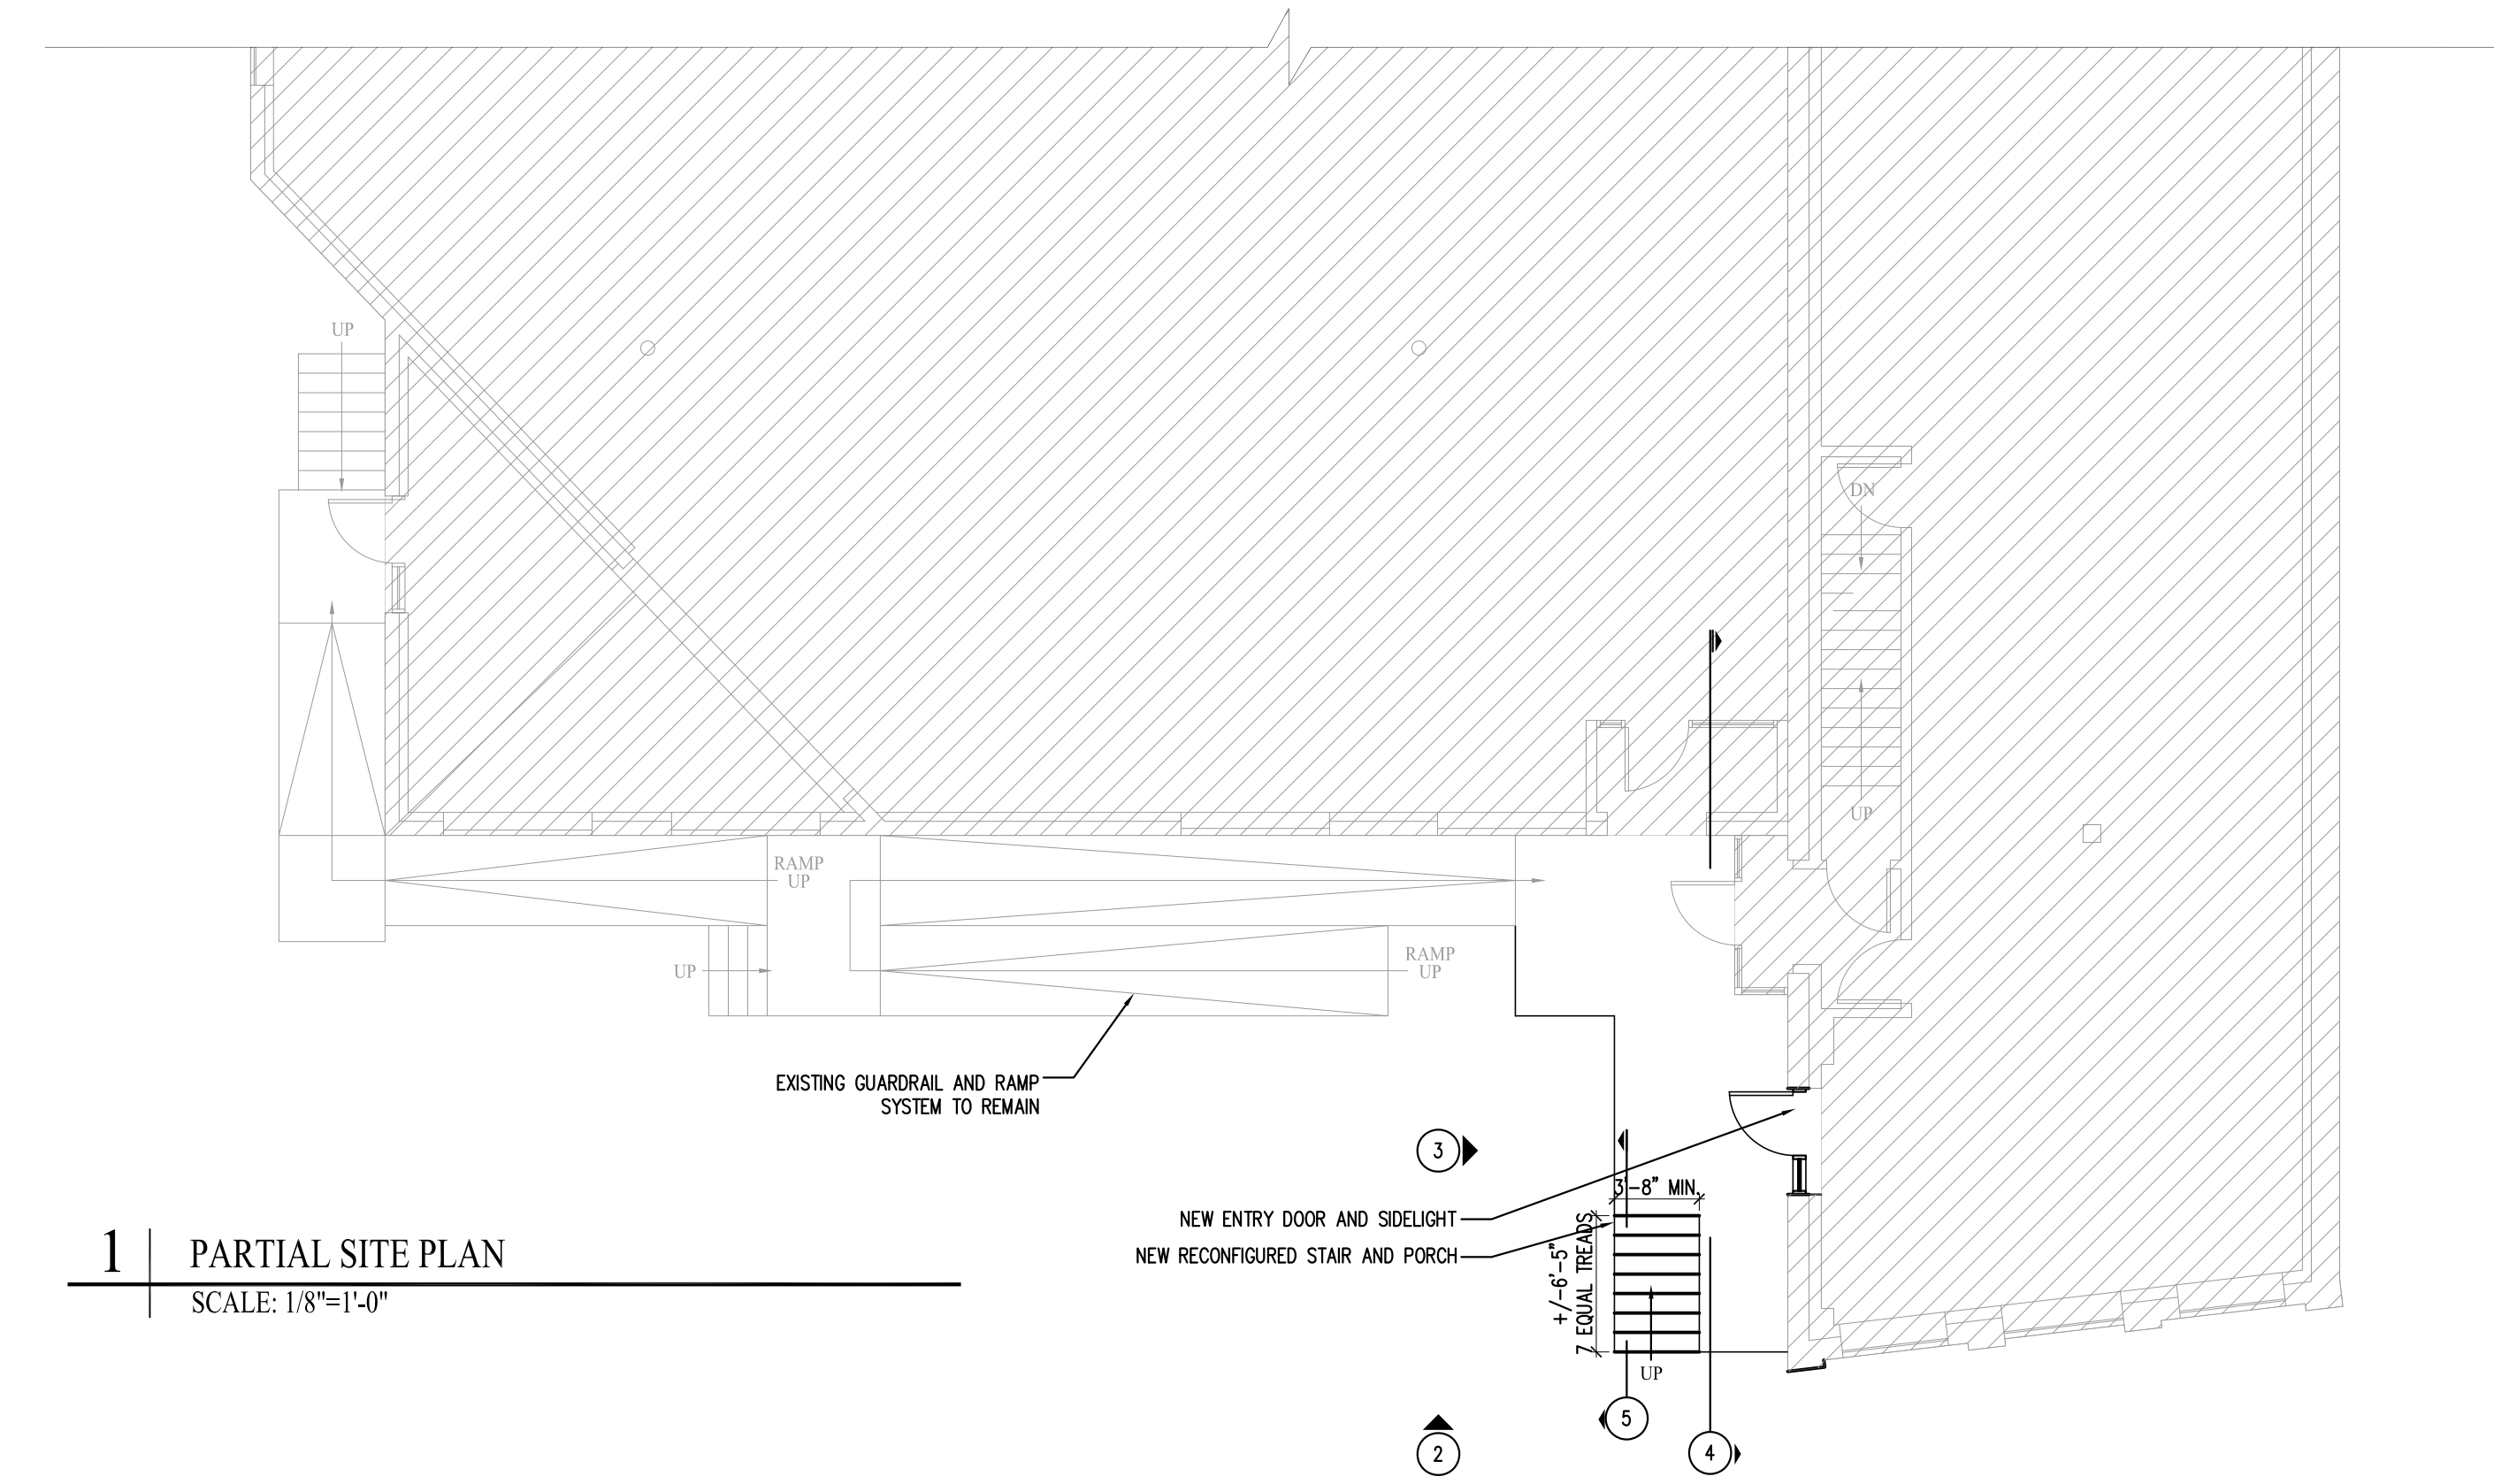 UP
DN
UP
RAMP
UP
UP
RAMP
UP
EXISTING GUARDRAIL AND RAMP
SYSTEM TO REMAIN
3
3'-8" MIN.
NEW ENTRY DOOR AND SIDELIGHT
NEW RECONFIGURED STAIR AND PORCH
+/-6'-5"
7 EQUAL TREADS
UP
5
4
2
1
PARTIAL SITE PLAN
SCALE: 1/8"=1'-0"